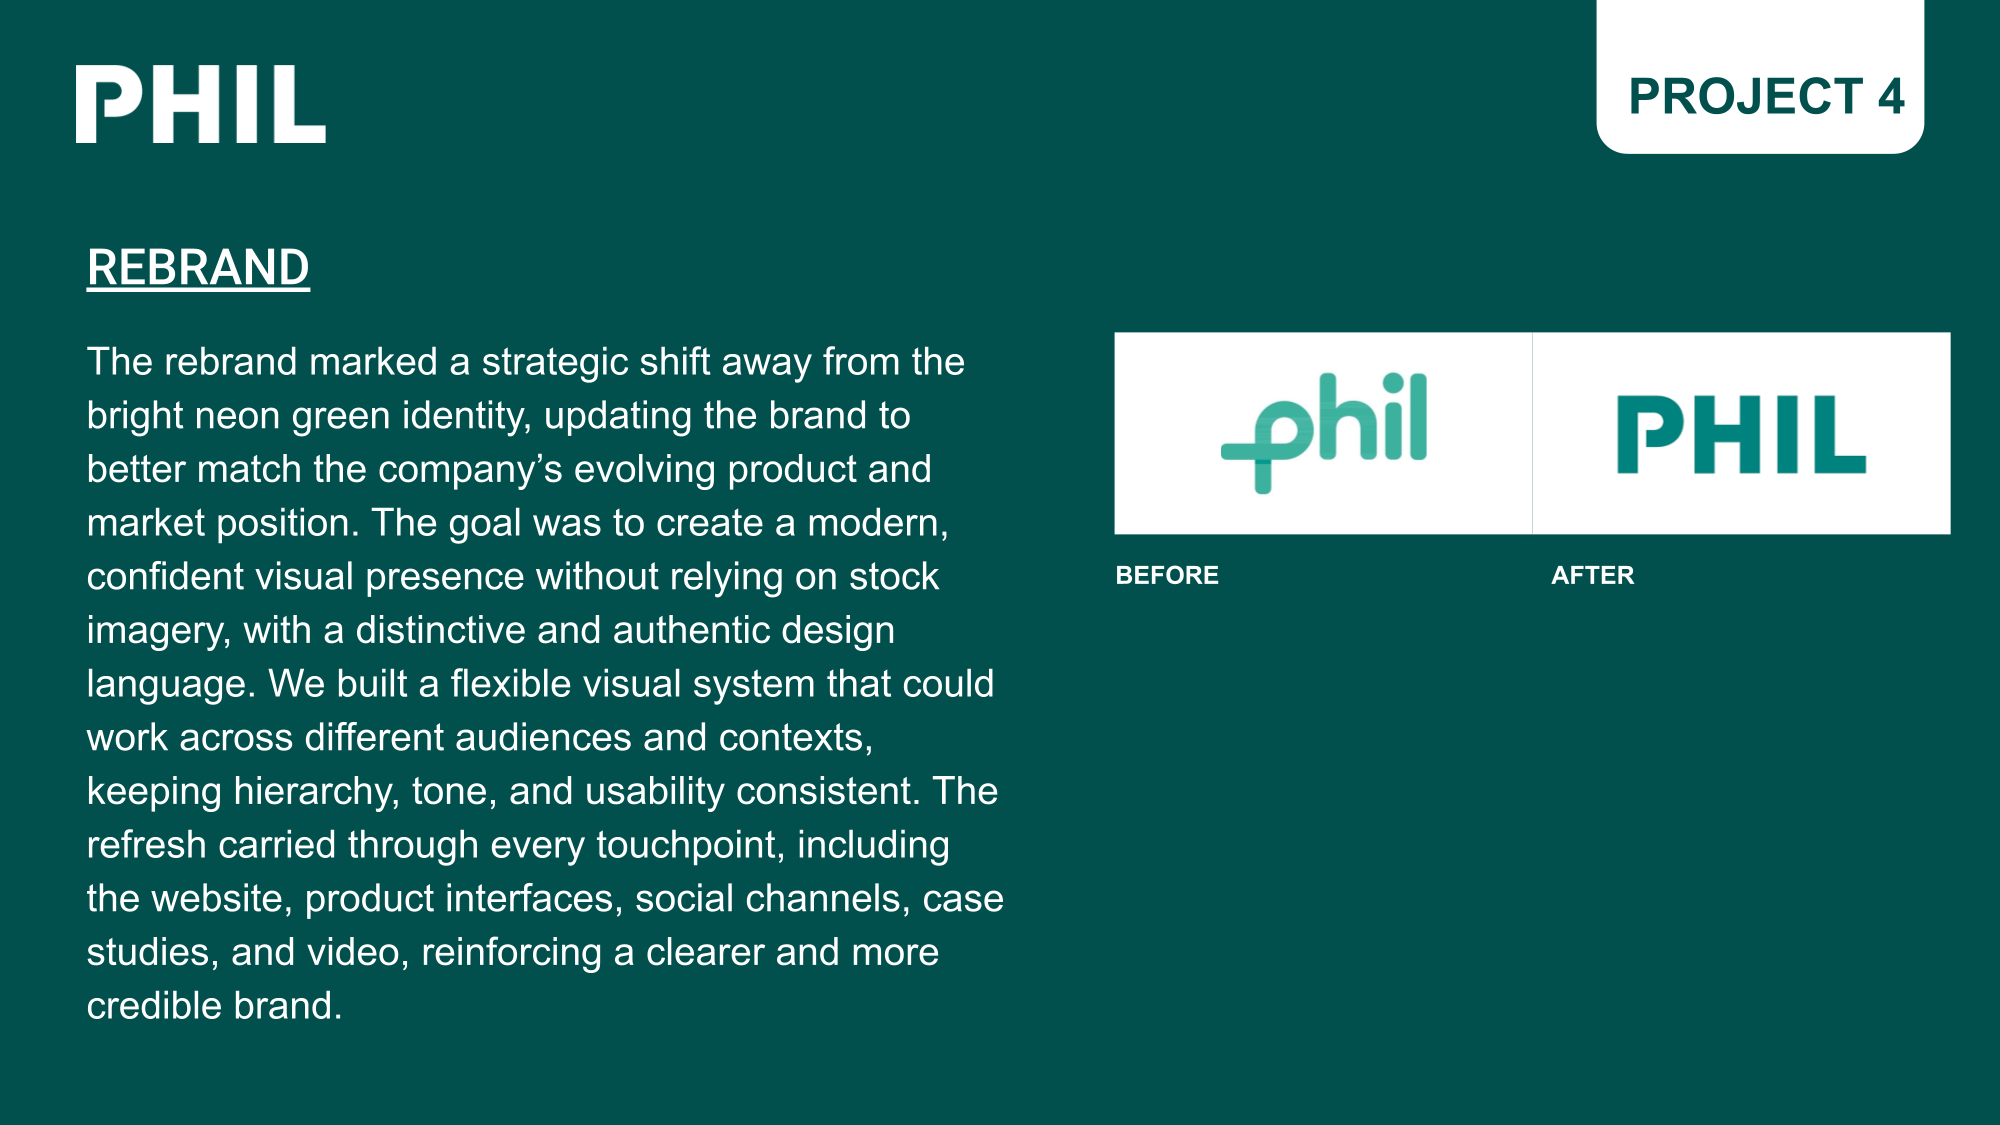 PHIL
PROJECT 4
REBRAND
The rebrand marked a strategic shift away from the
bright neon green identity, updating the brand to
better match the company’s evolving product and
market position. The goal was to create a modern,
confident visual presence without relying on stock
imagery, with a distinctive and authentic design
language. We built a flexible visual system that could
work across different audiences and contexts,
keeping hierarchy, tone, and usability consistent. The
refresh carried through every touchpoint, including
the website, product interfaces, social channels, case
studies, and video, reinforcing a clearer and more
credible brand.
phil
PHIL
BEFORE
AFTER